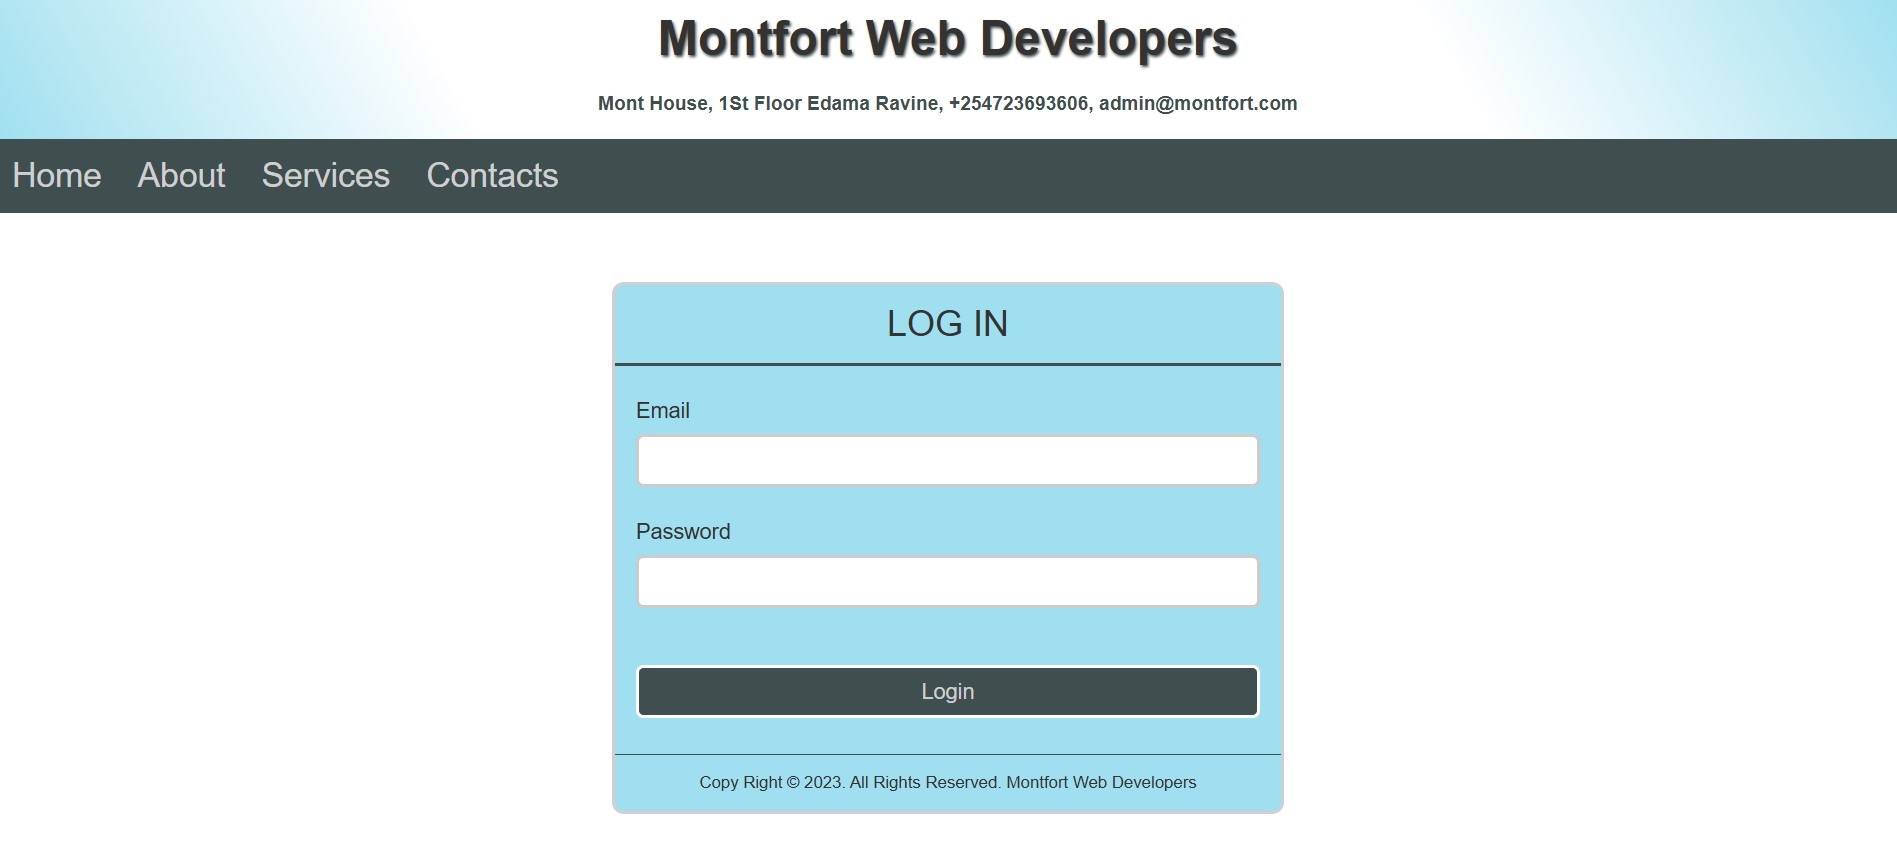 Montfort Web Developers
Mont House, 1St Floor Edama Ravine, +254723693606, admin@montfort.com
Home About Services Contacts
LOG IN
Email
Password
Login
Copy Right © 2023. All Rights Reserved. Montfort Web Developers